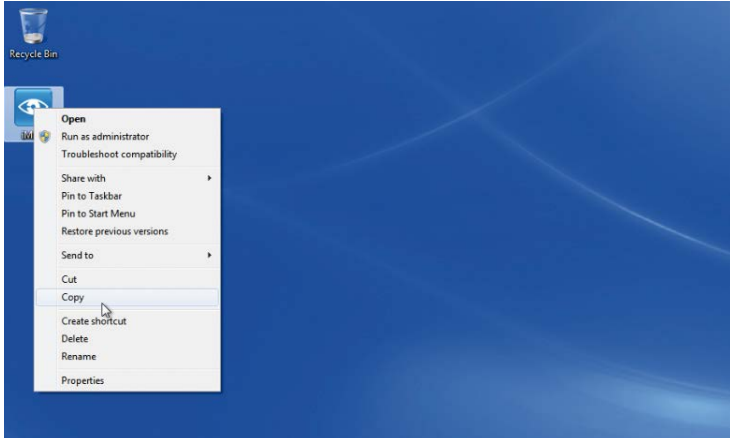 Recycle Bin
Open
Run as administrator
Troubleshoot compatibility
Share with
Pin to Taskbar
Pin to Start Menu
Restore previous versions
Send to
Cut
Copy
Create shortcut
Delete
Rename
Properties